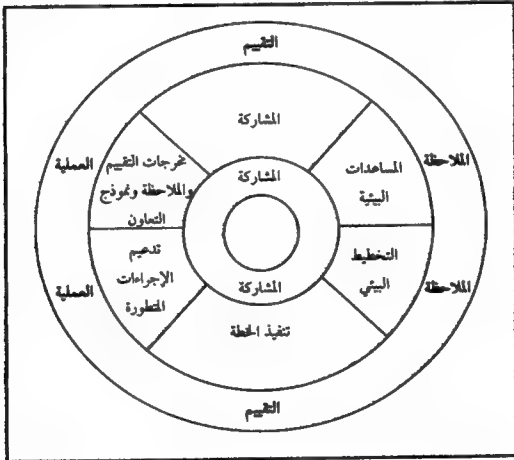 التقييم
المشاركة
الملاحظة
المساعدات
البيئية
المشاركة
مخرجات التقييم
والملاحظة ونموذج
التعاون
العملية
التخطيط
البيئي
الملاحظة
تدعيم
الإجراءات
المتطورة
العملية
المشاركة
تنفيذ الخطة
التقييم